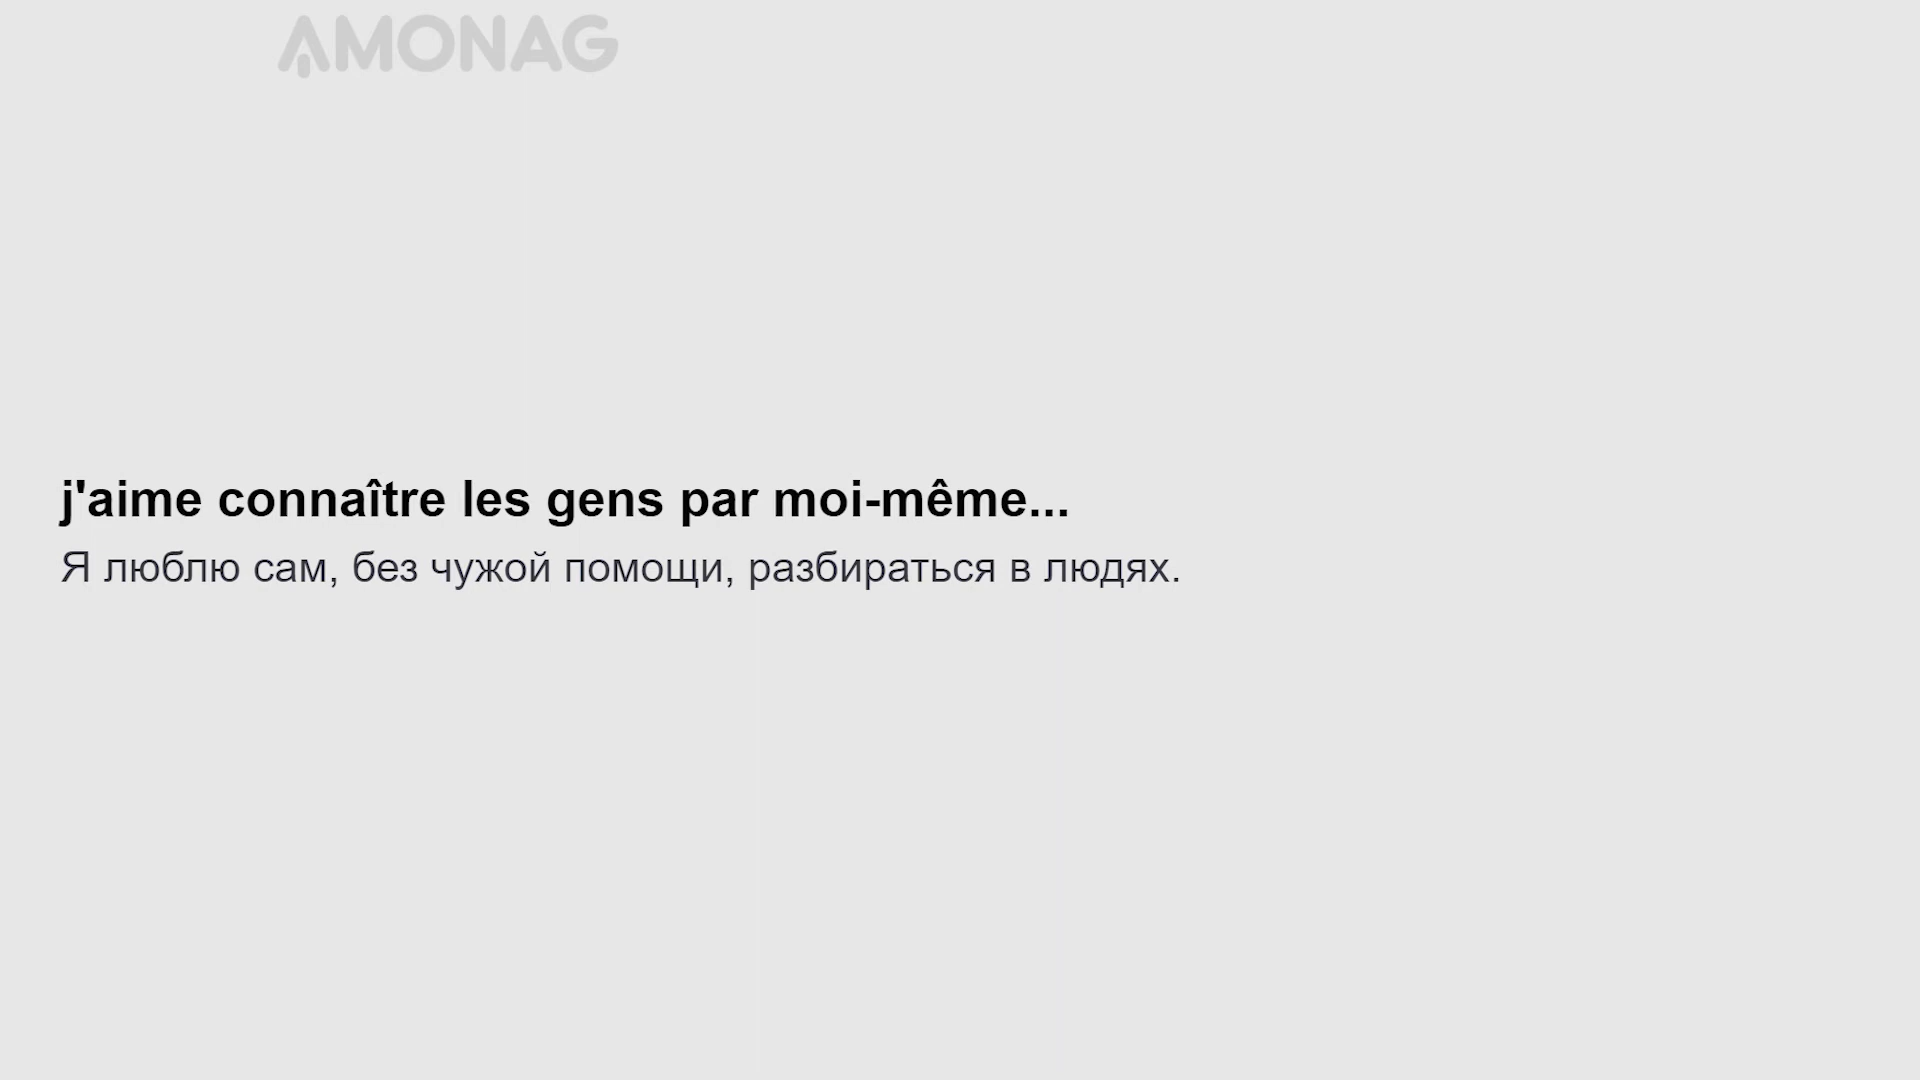 AMONAG
j'aime connaître les gens par moi-même...
Я люблю сам, без чужой помощи, разбираться в людях.